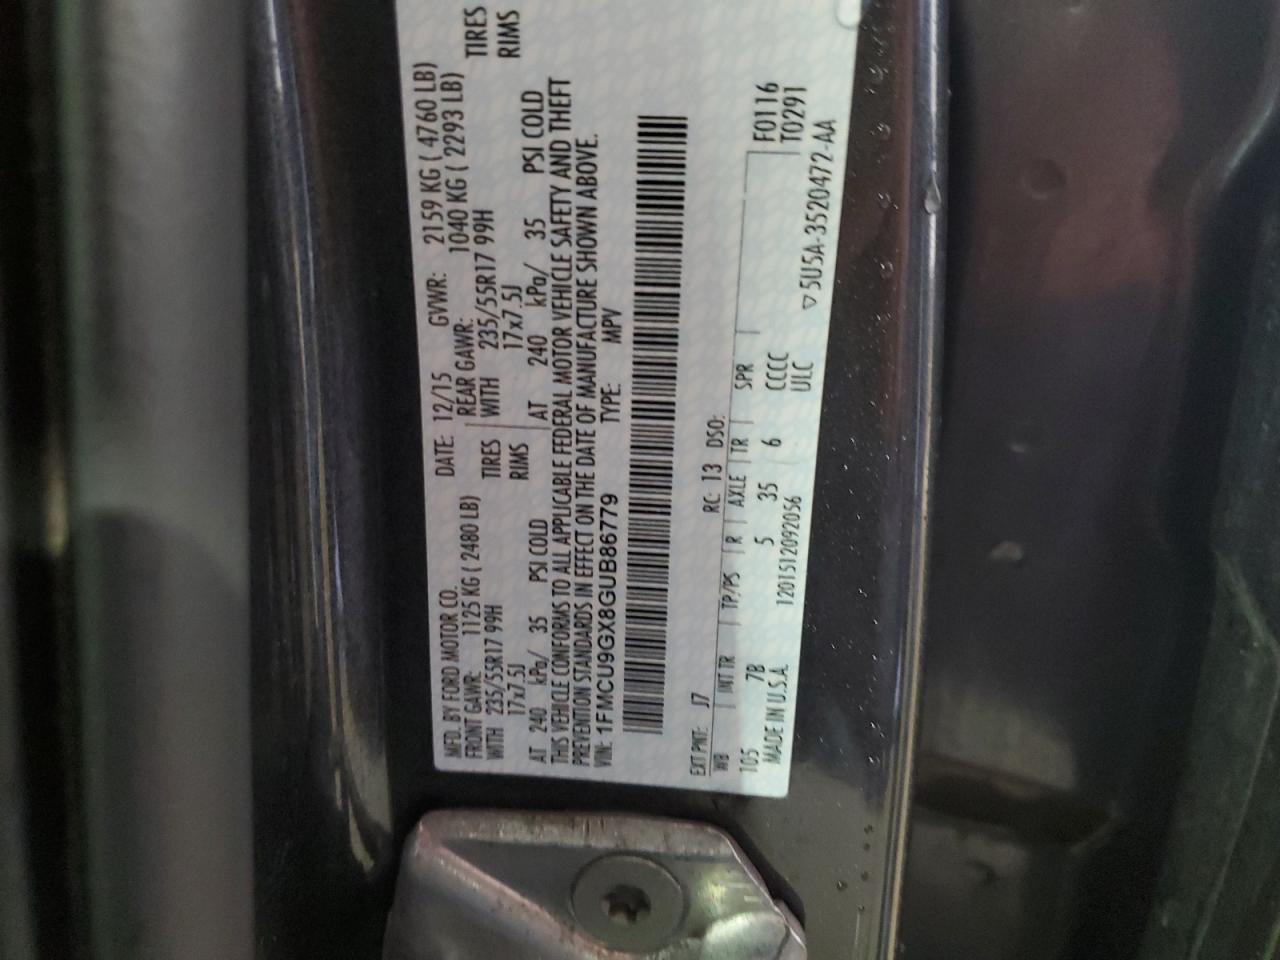 MFD. BY FORD MOTOR CO. DATE: 12/15 GVWR: 2159 KG ( 4760 LB)
FRONT GAWR: 1125 KG ( 2480 LB) REAR GAWR: 1040 KG ( 2293 LB)
WITH 235/55R17 99H TIRES WITH 235/55R17 99H TIRES
17x7.5J RIMS 17x7.5J RIMS
AT 240 kPa/ 35 PSI COLD AT 240 kPa/ 35 PSI COLD
THIS VEHICLE CONFORMS TO ALL APPLICABLE FEDERAL MOTOR VEHICLE SAFETY AND THEFT
PREVENTION STANDARDS IN EFFECT ON THE DATE OF MANUFACTURE SHOWN ABOVE.
VIN: 1FMCU9GX8GUB86779 TYPE: MPV
EXT PNT: J7 RC: 13 DSO:
WB INT TR TP/PS R AXLE TR SPR F0116
105 7B 5 35 6 CCCC T0291
MADE IN U.S.A. 12015120920S6 ULC
▽5U5A-3520472-AA